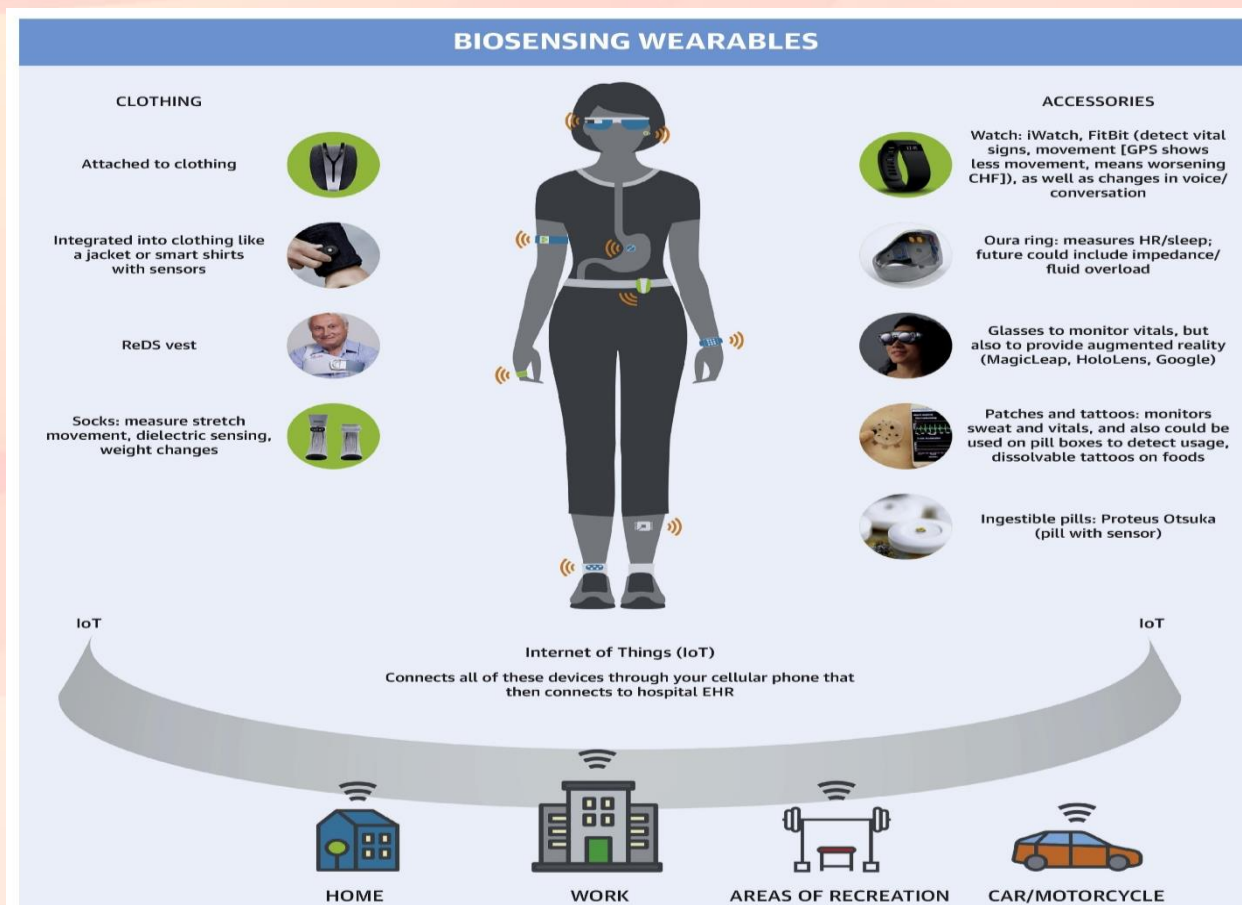 BIOSENSING WEARABLES
CLOTHING
Attached to clothing
Integrated into clothing like
a jacket or smart shirts
with sensors
ReDS vest
Socks: measure stretch
movement, dielectric sensing,
weight changes
ACCESSORIES
Watch: iWatch, FitBit (detect vital
signs, movement [GPS shows
less movement, means worsening
CHF]), as well as changes in voice/
conversation
Oura ring: measures HR/sleep;
future could include impedance/
fluid overload
Glasses to monitor vitals, but
also to provide augmented reality
(MagicLeap, HoloLens, Google)
Patches and tattoos: monitors
sweat and vitals, and also could be
used on pill boxes to detect usage,
dissolvable tattoos on foods
Ingestible pills: Proteus Otsuka
(pill with sensor)
IoT
IoT
Internet of Things (IoT)
Connects all of these devices through your cellular phone that
then connects to hospital EHR
HOME
WORK
AREAS OF RECREATION
CAR/MOTORCYCLE